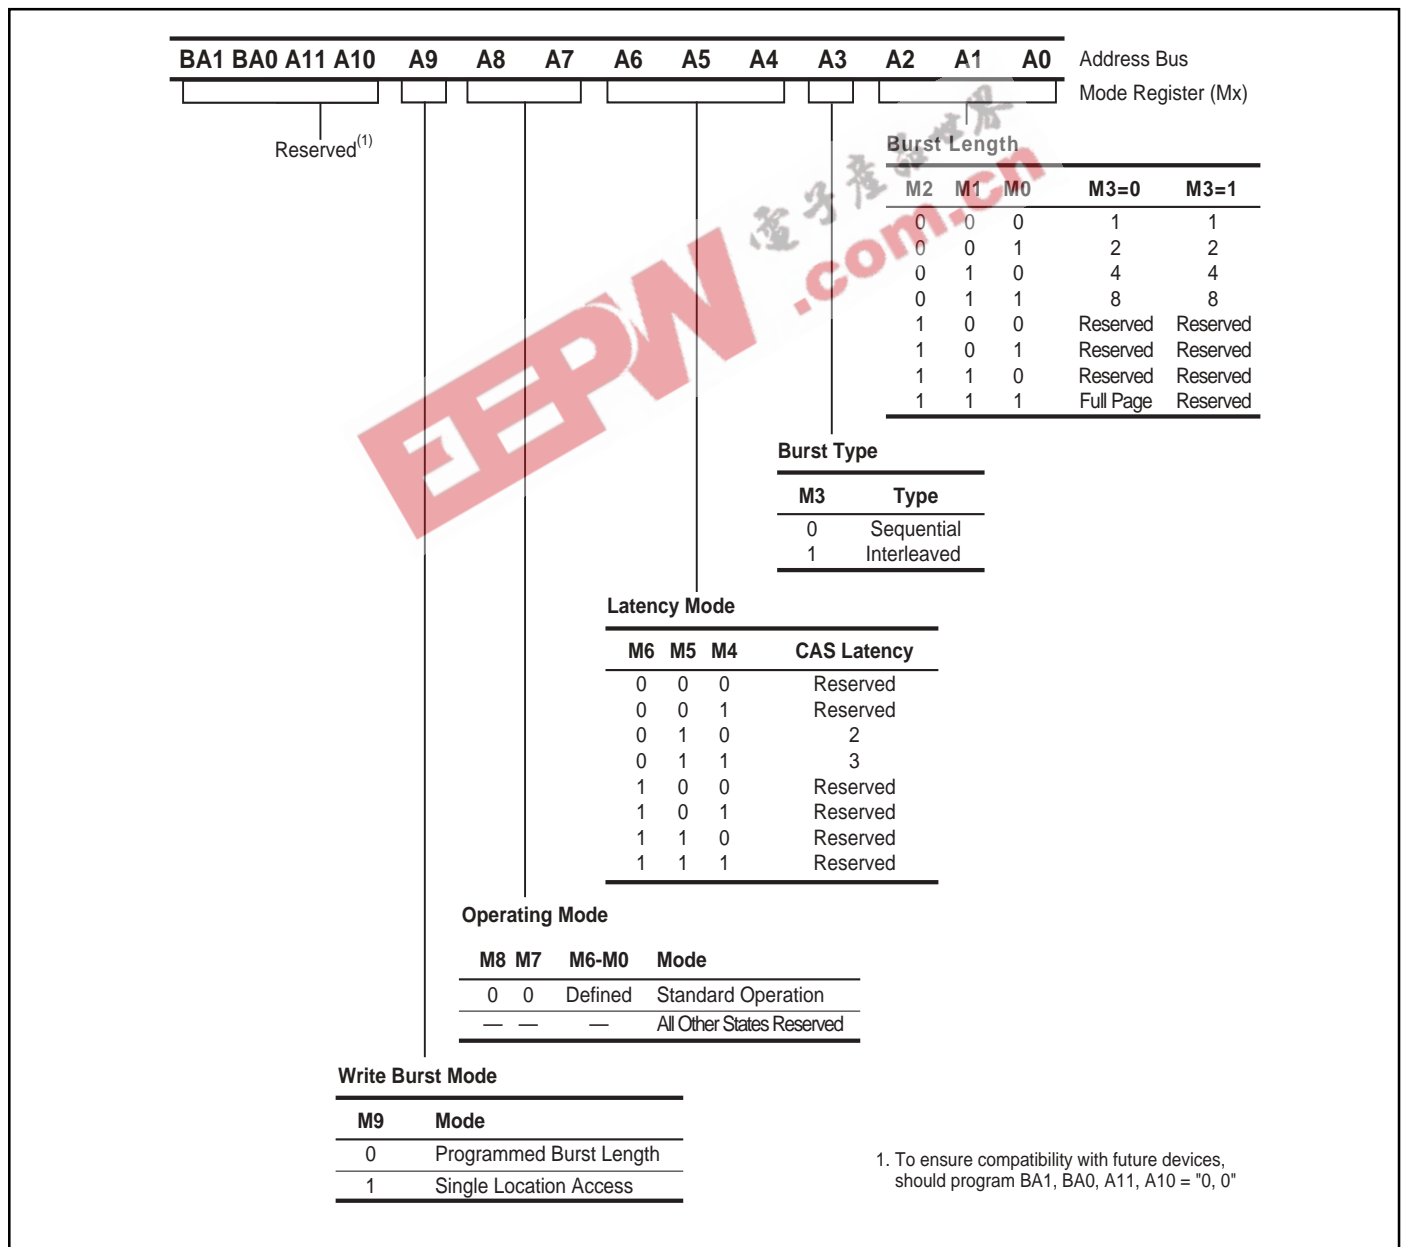 BA1 BA0 A11 A10 A9 A8 A7 A6 A5 A4 A3 A2 A1 A0 Address Bus
Mode Register (Mx)
Reserved(1)
Burst Length
M2 M1 M0 M3=0 M3=1
0 0 0 1 1
0 0 1 2 2
0 1 0 4 4
0 1 1 8 8
1 0 0 Reserved Reserved
1 0 1 Reserved Reserved
1 1 0 Reserved Reserved
1 1 1 Full Page Reserved
電子產品世界
EEPW.com.cn
Burst Type
M3 Type
0 Sequential
1 Interleaved
Latency Mode
M6 M5 M4 CAS Latency
0 0 0 Reserved
0 0 1 Reserved
0 1 0 2
0 1 1 3
1 0 0 Reserved
1 0 1 Reserved
1 1 0 Reserved
1 1 1 Reserved
Operating Mode
M8 M7 M6-M0 Mode
0 0 Defined Standard Operation
— — — All Other States Reserved
Write Burst Mode
M9 Mode
0 Programmed Burst Length
1 Single Location Access
1. To ensure compatibility with future devices,
should program BA1, BA0, A11, A10 = "0, 0"